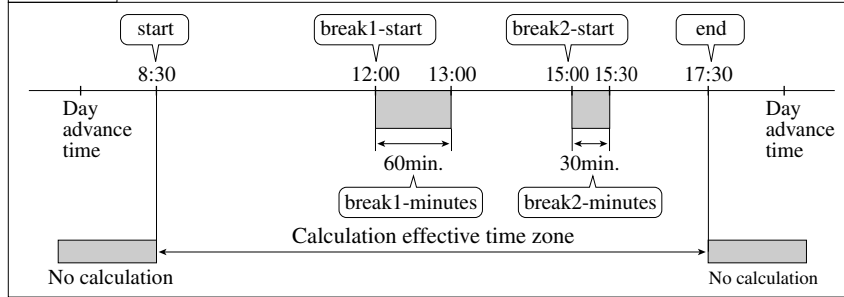 start
break1-start
break2-start
end
8:30
12:00
13:00
15:00
15:30
17:30
Day
advance
time
Day
advance
time
60min.
30min.
break1-minutes
break2-minutes
Calculation effective time zone
No calculation
No calculation